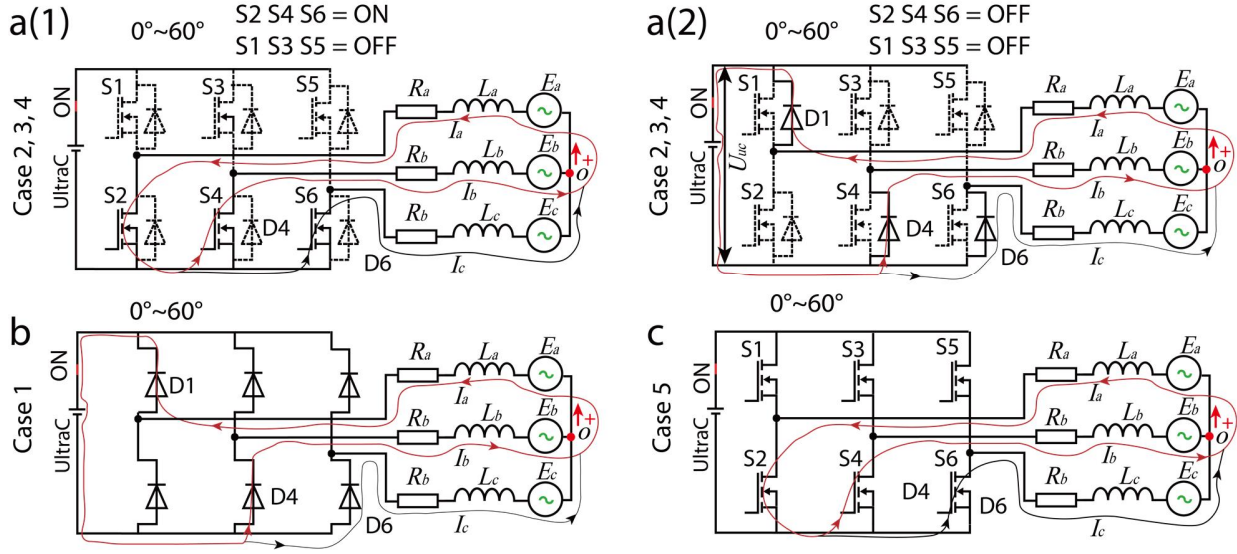 a(1)
0°~60°
S2 S4 S6 = ON
S1 S3 S5 = OFF
Case 2, 3, 4
ON
UltraC
S1
S3
S5
Ra
La
Ea
Ia
Rb
Lb
Eb
+
o
Ib
S2
S4
S6
D4
D6
Rb
Lc
Ec
Ic
a(2)
0°~60°
S2 S4 S6 = OFF
S1 S3 S5 = OFF
Case 2, 3, 4
ON
UltraC
Uuc
S1
D1
S3
S5
Ra
La
Ea
Ia
Rb
Lb
Eb
+
o
Ib
S2
S4
S6
D4
D6
Rb
Lc
Ec
Ic
b
0°~60°
Case 1
ON
UltraC
D1
Ra
La
Ea
Ia
Rb
Lb
Eb
+
o
Ib
D4
D6
Rb
Lc
Ec
Ic
c
0°~60°
Case 5
ON
UltraC
S1
S3
S5
Ra
La
Ea
Ia
Rb
Lb
Eb
+
o
Ib
S2
S4
S6
D4
D6
Rb
Lc
Ec
Ic